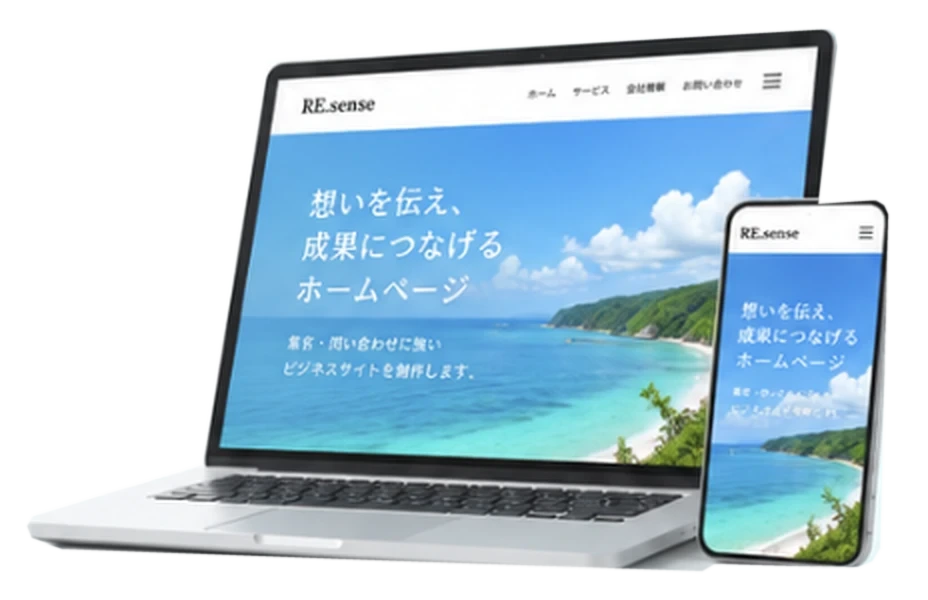 RE.sense
ホーム サービス 会社情報 お問い合わせ
想いを伝え、
成果につなげる
ホームページ
集客・問い合わせに強い
ビジネスサイトを制作します。
RE.sense
想いを伝え、
成果につなげる
ホームページ